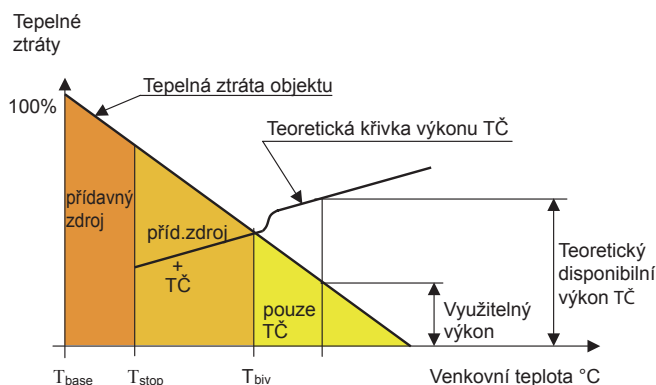 Tepelné
ztráty
100%
Tepelná ztráta objektu
Teoretická křivka výkonu TČ
přídavný
zdroj
příd.zdroj
+
TČ
pouze
TČ
Využitelný
výkon
Teoretický
disponibilní
výkon TČ
Tbase
Tstop
Tbiv
Venkovní teplota °C